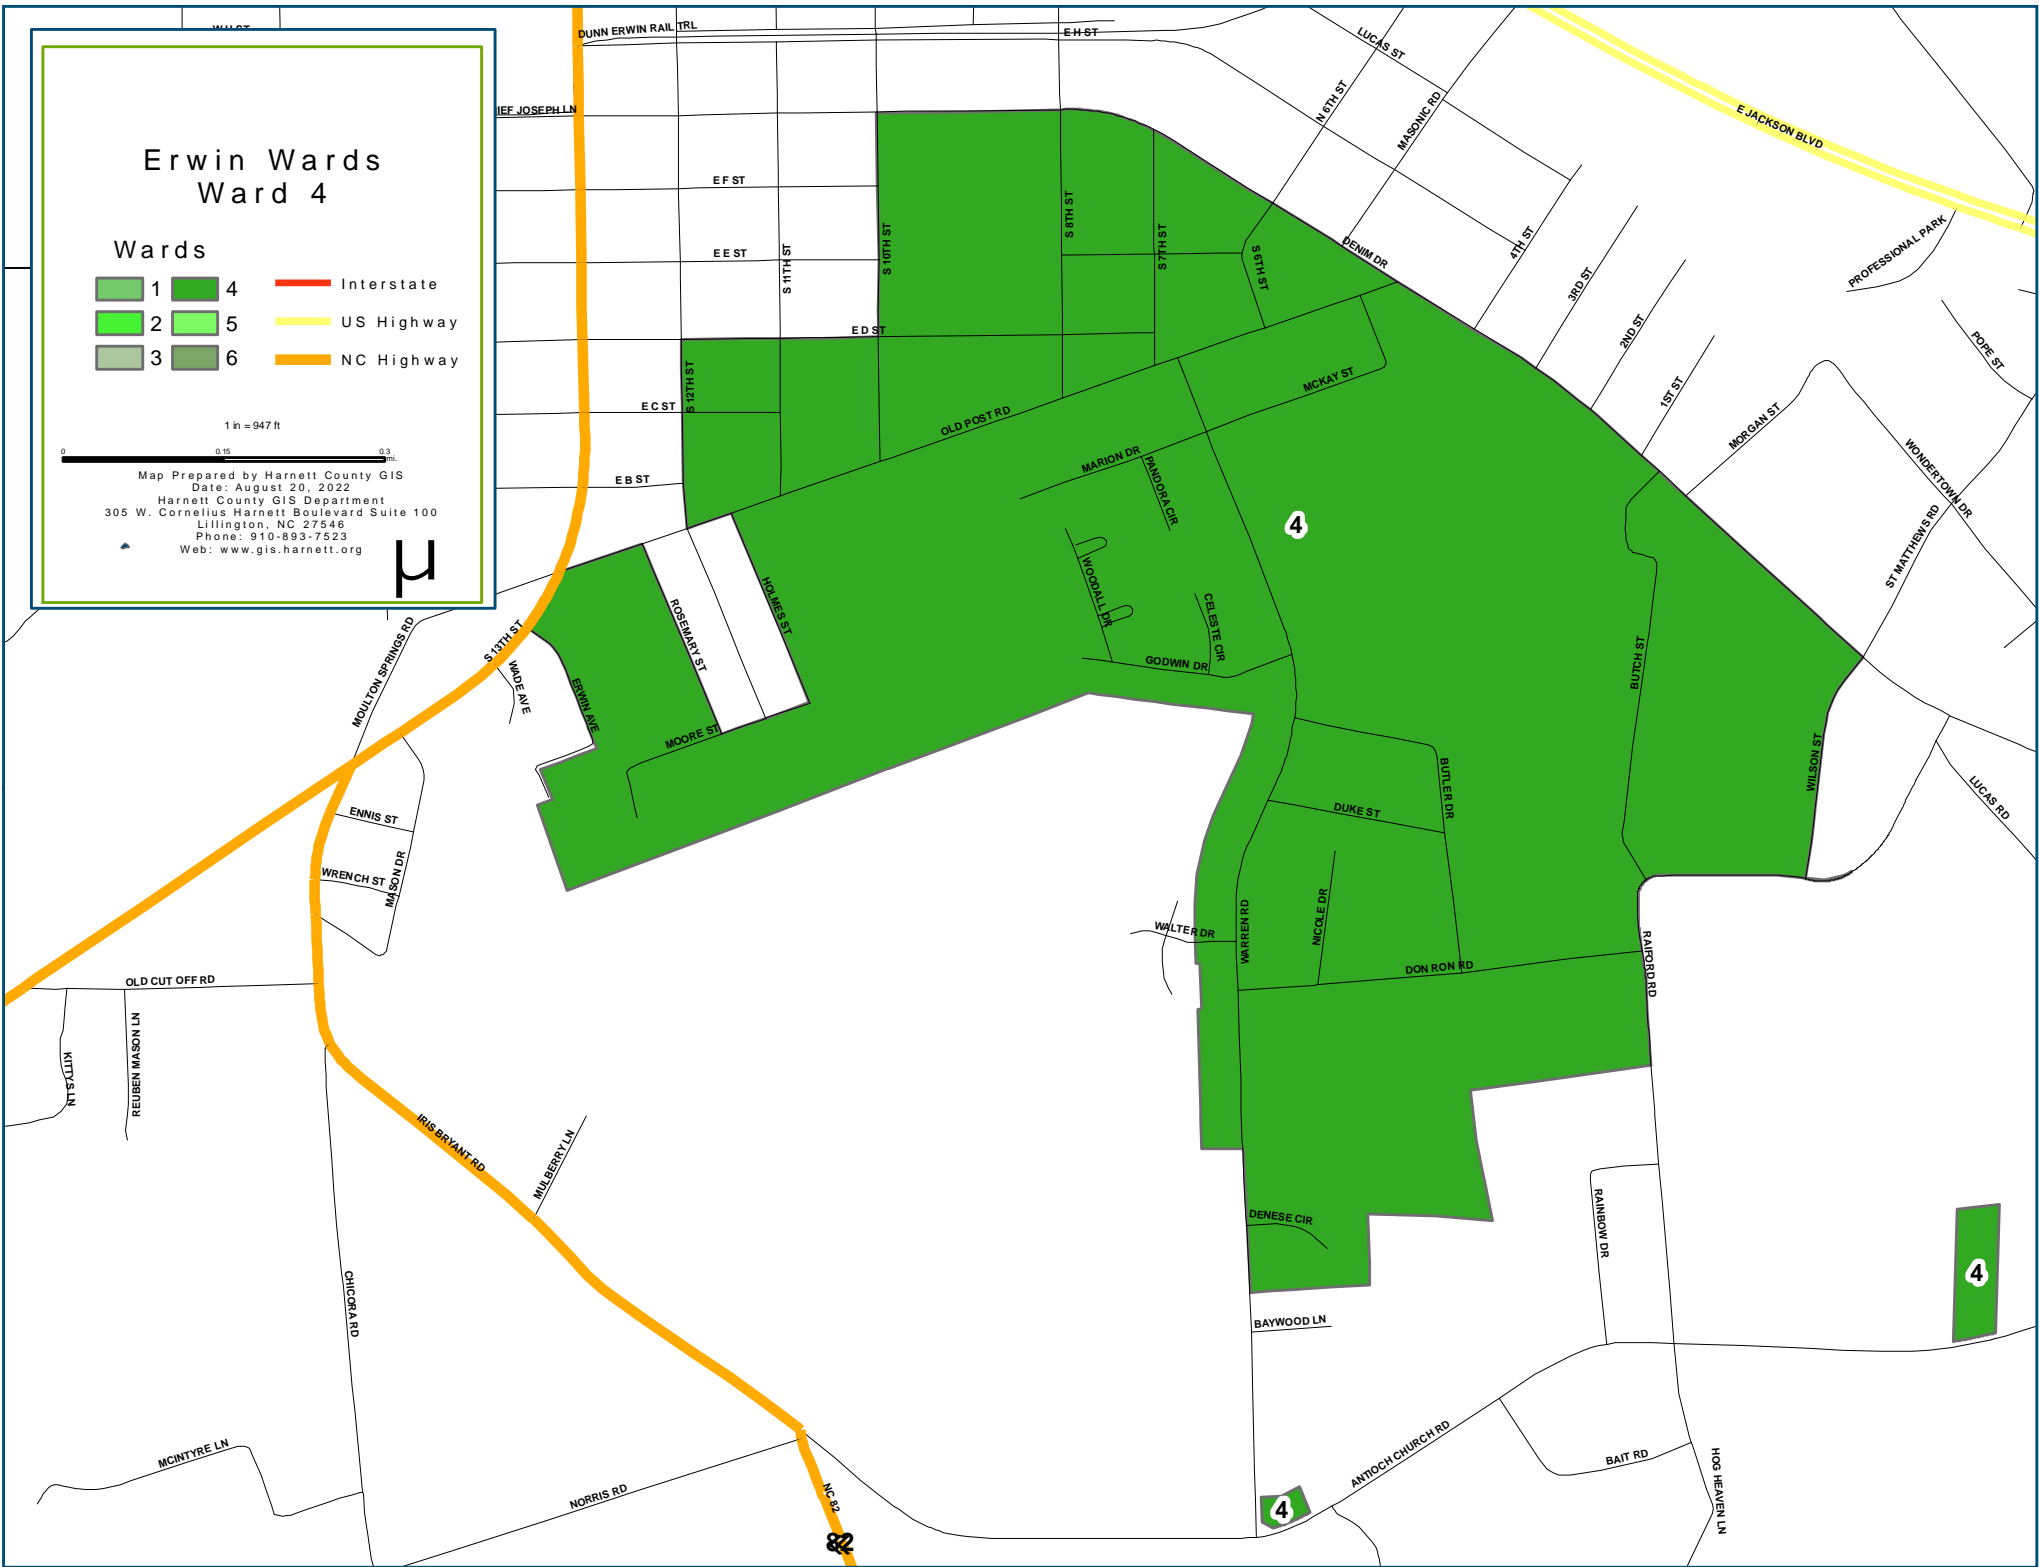 Erwin Wards
Ward 4
Wards
1
4
2
5
3
6
Interstate
US Highway
NC Highway
1 in = 947 ft
0 0.15 0.3
mi.
Map Prepared by Harnett County GIS
Date: August 20, 2022
Harnett County GIS Department
305 W. Cornelius Harnett Boulevard Suite 100
Lillington, NC 27546
Phone: 910-893-7523
Web: www.gis.harnett.org
µ
DUNN ERWIN RAIL TRL
E H ST
LUCAS ST
N 6TH ST
MASONIC RD
E JACKSON BLVD
IEF JOSEPH LN
E F ST
S 8TH ST
S 10TH ST
S 7TH ST
E E ST
S 11TH ST
S 6TH ST
DENIM DR
4TH ST
3RD ST
2ND ST
1ST ST
PROFESSIONAL PARK
POPE ST
E D ST
S 12TH ST
E C ST
OLD POST RD
MCKAY ST
MORGAN ST
WONDERTOWN DR
ST MATTHEWS RD
E B ST
MARION DR
PANDORA CIR
4
WOODALL DR
CELESTE CIR
GODWIN DR
HOLMES ST
ROSEMARY ST
MOULTON SPRINGS RD
S 13TH ST
WADE AVE
ERWIN AVE
MOORE ST
BUTCH ST
WILSON ST
LUCAS RD
BUTLER DR
DUKE ST
ENNIS ST
WRENCH ST
MASON DR
NICOLE DR
WALTER DR
WARREN RD
DON RON RD
RAIFORD RD
OLD CUT OFF RD
REUBEN MASON LN
KITTYS LN
IRIS BRYANT RD
MULBERRY LN
DENESE CIR
RAINBOW DR
4
CHICORA RD
BAYWOOD LN
MCINTYRE LN
NORRIS RD
NC 82
ANTIOCH CHURCH RD
BAIT RD
HOG HEAVEN LN
4